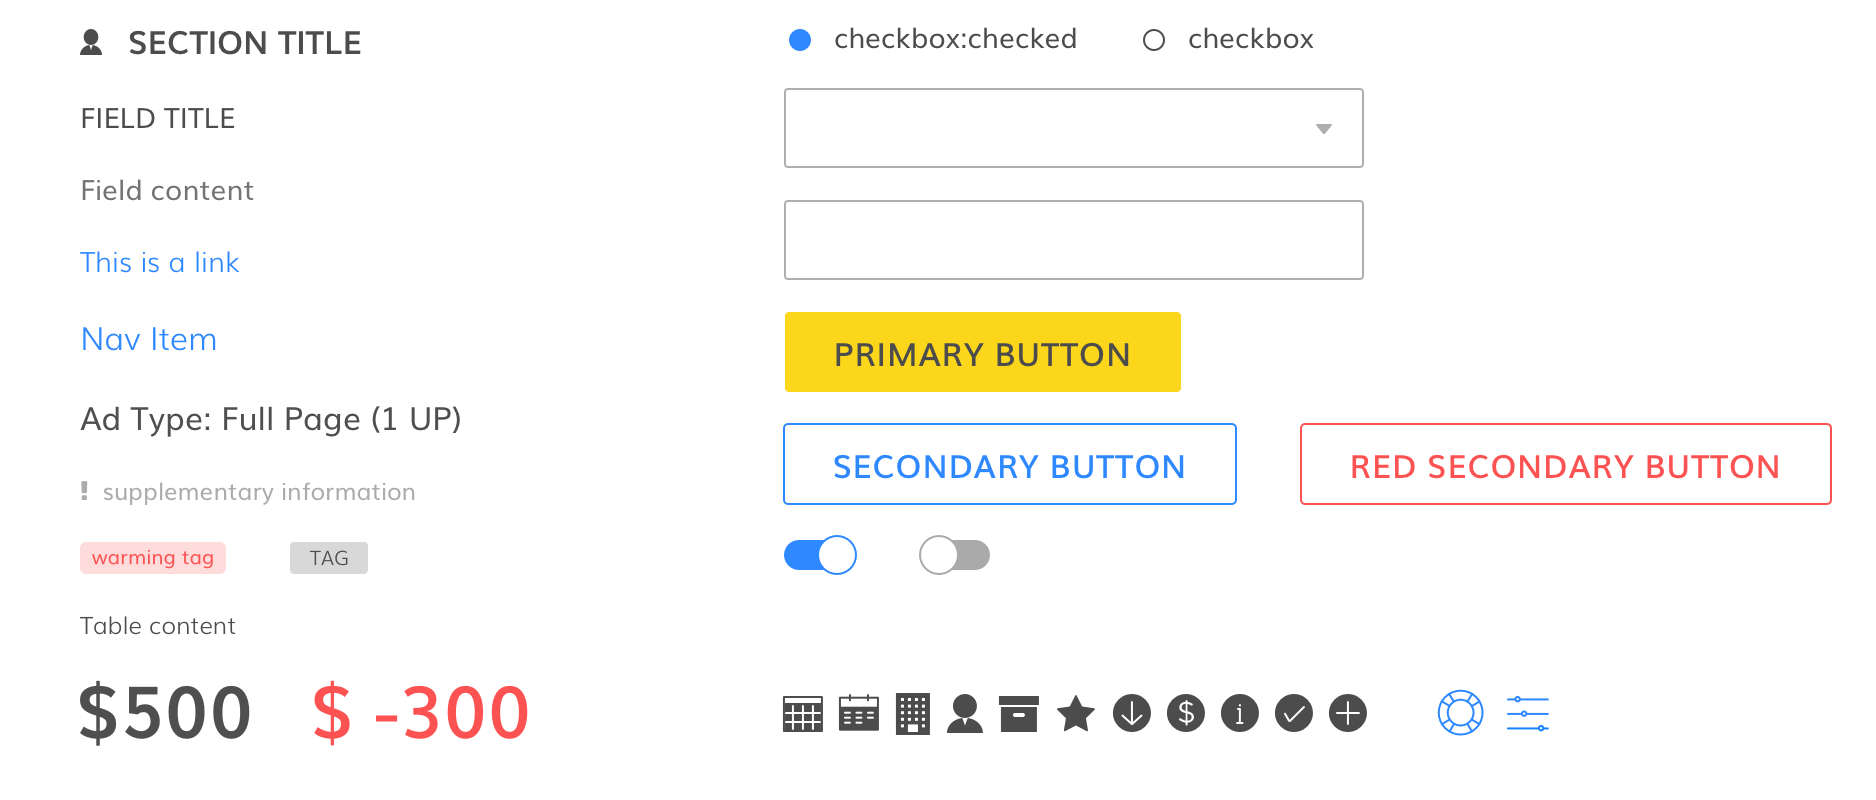 SECTION TITLE
FIELD TITLE
Field content
This is a link
Nav Item
Ad Type: Full Page (1 UP)
! supplementary information
warming tag
TAG
Table content
$500
$ -300
checkbox:checked
checkbox
PRIMARY BUTTON
SECONDARY BUTTON
RED SECONDARY BUTTON